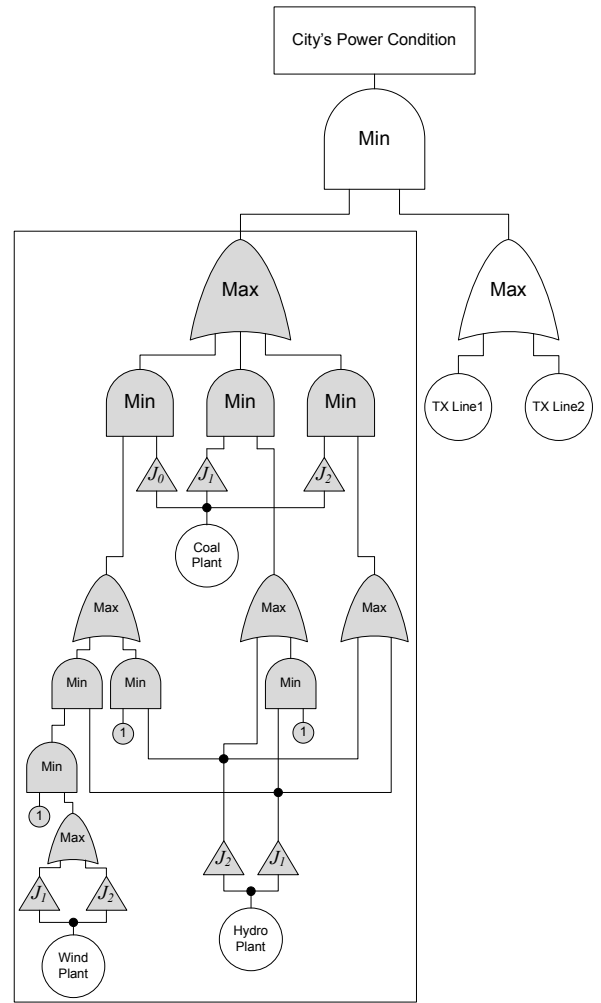 City's Power Condition
Min
Max
Max
Min
Min
Min
TX Line1
TX Line2
J0
J1
J2
Coal
Plant
Max
Max
Max
Min
Min
Min
1
1
Min
1
Max
J2
J1
J1
J2
Hydro
Plant
Wind
Plant